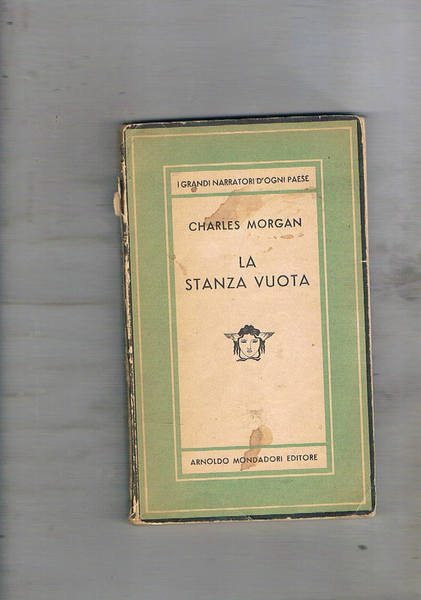 I GRANDI NARRATORI D'OGNI PAESE
CHARLES MORGAN
LA
STANZA VUOTA
ARNOLDO MONDADORI EDITORE